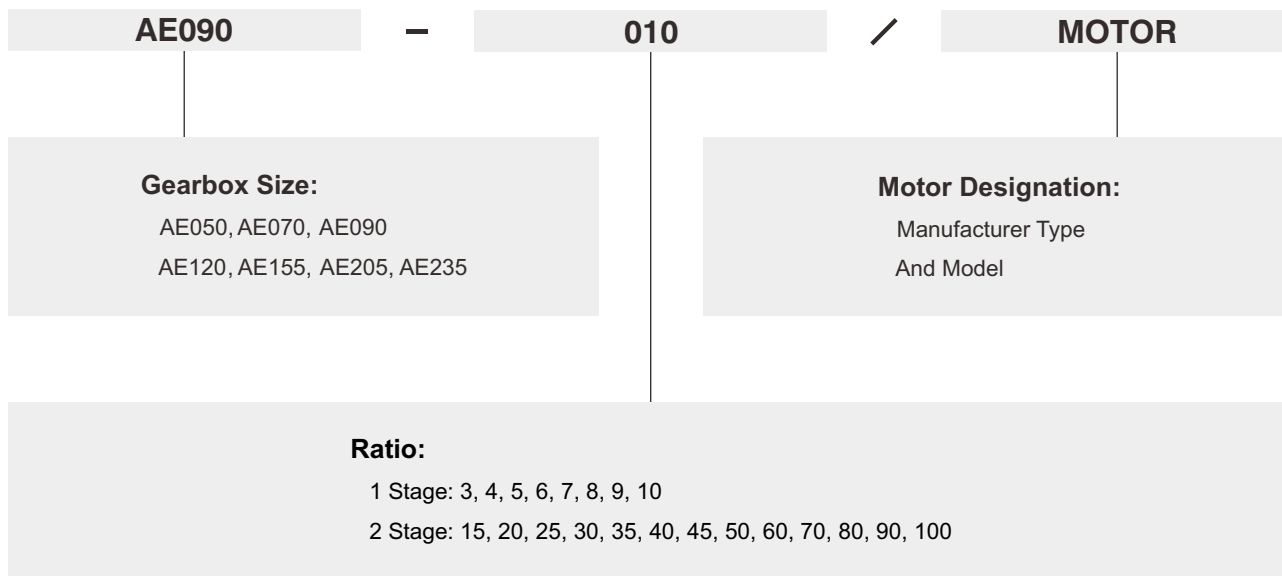 AE090 – 010 / MOTOR
Gearbox Size:
AE050, AE070, AE090
AE120, AE155, AE205, AE235
Motor Designation:
Manufacturer Type
And Model
Ratio:
1 Stage: 3, 4, 5, 6, 7, 8, 9, 10
2 Stage: 15, 20, 25, 30, 35, 40, 45, 50, 60, 70, 80, 90, 100